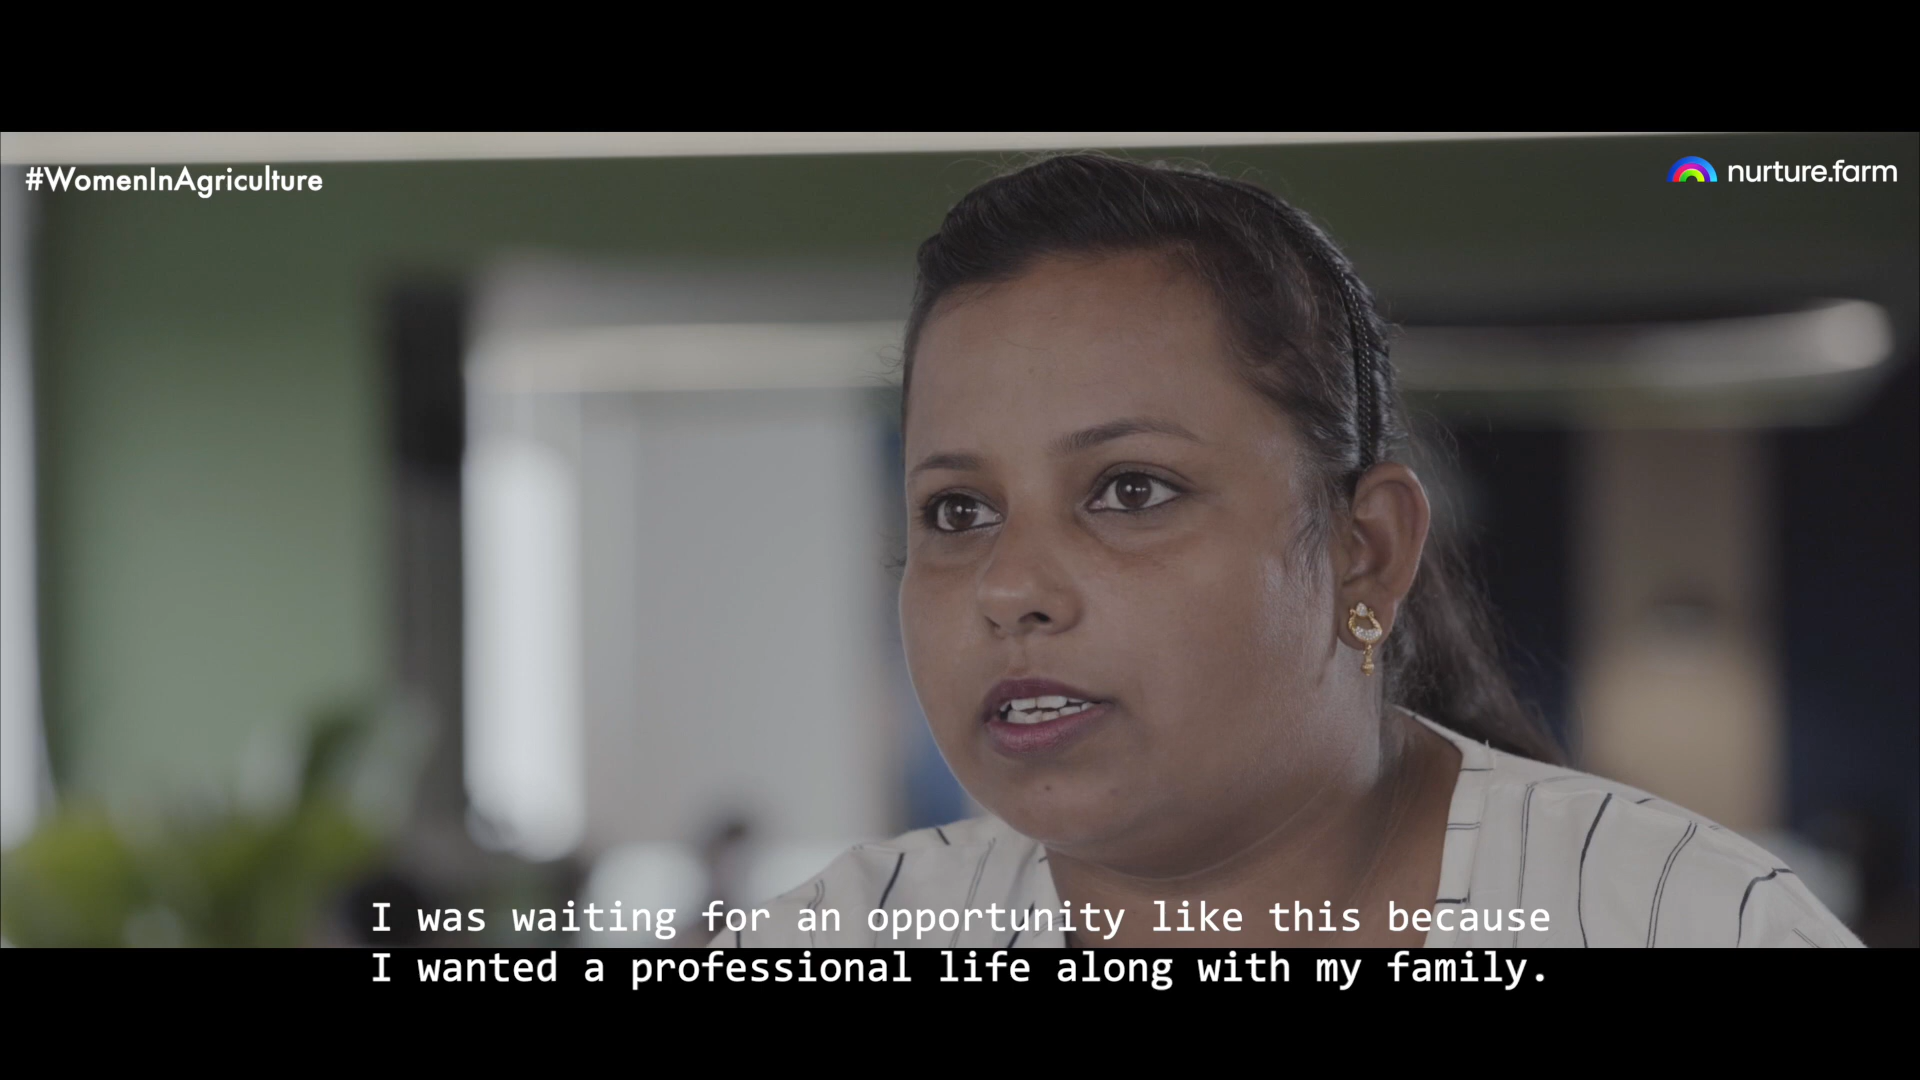 #WomenInAgriculture
nurture.farm
I was waiting for an opportunity like this because
I wanted a professional life along with my family.